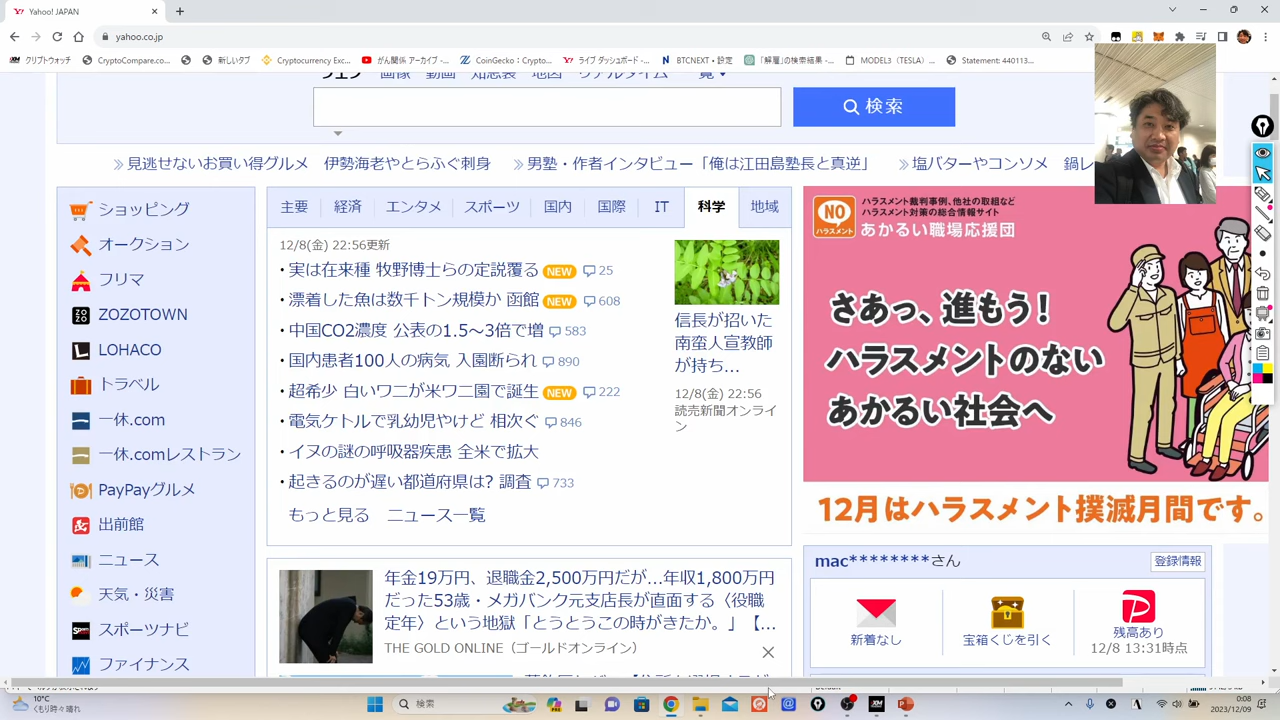 Yahoo! JAPAN
yahoo.co.jp
クリプトウォッチ
CryptoCompare.co...
新しいタブ
Cryptocurrency Exc...
がん関係 アーカイブ -...
CoinGecko : Crypto...
ライブ ダッシュボード -...
BTCNEXT • 設定
「解雇」の検索結果 -...
MODEL3（TESLA）...
Statement: 440113...
検索
見逃せないお買い得グルメ 伊勢海老やとらふぐ刺身
男塾・作者インタビュー「俺は江田島塾長と真逆」
塩バターやコンソメ 鍋レ
ショッピング
オークション
フリマ
ZOZOTOWN
LOHACO
トラベル
一休.com
一休.comレストラン
PayPayグルメ
出前館
ニュース
天気・災害
スポーツナビ
ファイナンス
主要 経済 エンタメ スポーツ 国内 国際 IT 科学 地域
12/8(金) 22:56更新
・実は在来種 牧野博士らの定説覆る NEW 25
・漂着した魚は数千トン規模か 函館 NEW 608
・中国CO2濃度 公表の1.5〜3倍で増 583
・国内患者100人の病気 入園断られ 890
・超希少 白いワニが米ワニ園で誕生 NEW 222
・電気ケトルで乳幼児やけど 相次ぐ 846
・イヌの謎の呼吸器疾患 全米で拡大
・起きるのが遅い都道府県は? 調査 733
もっと見る ニュース一覧
信長が招いた
南蛮人宣教師
が持ち...
12/8(金) 22:56
読売新聞オンライ
ン
年金19万円、退職金2,500万円だが...年収1,800万円
だった53歳・メガバンク元支店長が直面する〈役職
定年〉という地獄「とうとうこの時がきたか。」【...
THE GOLD ONLINE（ゴールドオンライン）
NO
ハラスメント
ハラスメント裁判事例、他社の取組など
ハラスメント対策の総合情報サイト
あかるい職場応援団
さあっ、進もう！
ハラスメントのない
あかるい社会へ
12月はハラスメント撲滅月間です。
mac********さん
登録情報
新着なし
宝箱くじを引く
残高あり
12/8 13:31時点
10°C
くもり時々晴れ
検索
0:08
2023/12/09